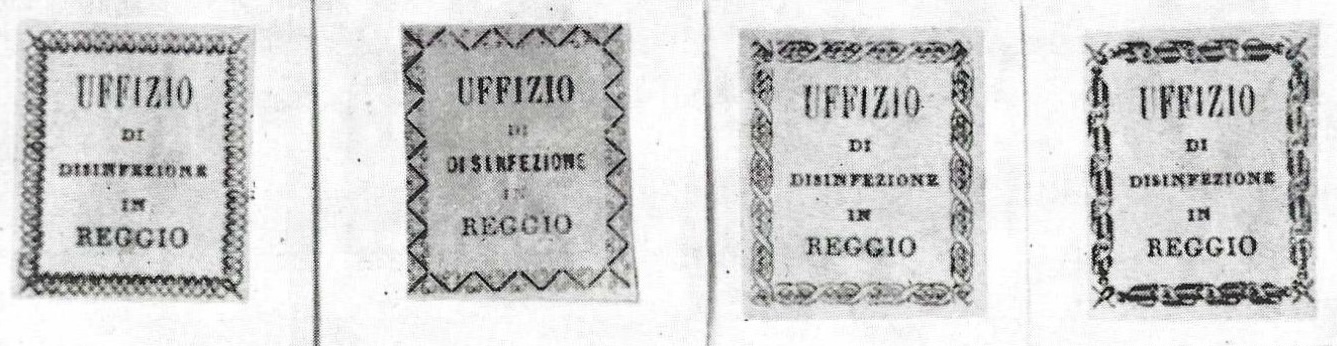 UFFIZIO
DI
DISINFEZIONE
IN
REGGIO
UFFIZIO
DI
DISINFEZIONE
IN
REGGIO
UFFIZIO
DI
DISINFEZIONE
IN
REGGIO
UFFIZIO
DI
DISINFEZIONE
IN
REGGIO